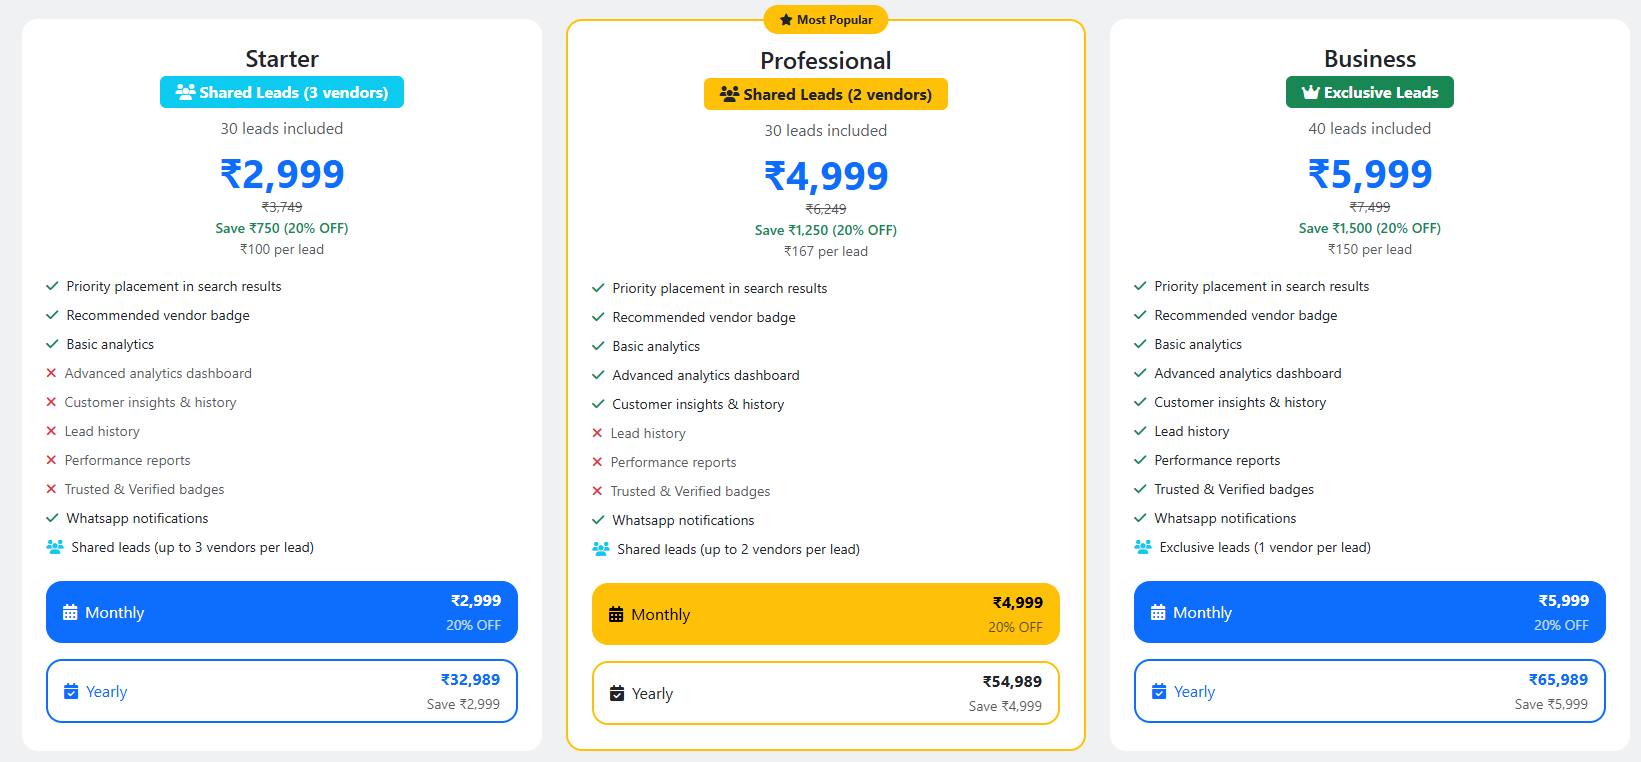 Starter
Shared Leads (3 vendors)
30 leads included
₹2,999
₹3,749
Save ₹750 (20% OFF)
₹100 per lead
Priority placement in search results
Recommended vendor badge
Basic analytics
Advanced analytics dashboard
Customer insights & history
Lead history
Performance reports
Trusted & Verified badges
Whatsapp notifications
Shared leads (up to 3 vendors per lead)
Monthly ₹2,999
20% OFF
Yearly ₹32,989
Save ₹2,999
Most Popular
Professional
Shared Leads (2 vendors)
30 leads included
₹4,999
₹6,249
Save ₹1,250 (20% OFF)
₹167 per lead
Priority placement in search results
Recommended vendor badge
Basic analytics
Advanced analytics dashboard
Customer insights & history
Lead history
Performance reports
Trusted & Verified badges
Whatsapp notifications
Shared leads (up to 2 vendors per lead)
Monthly ₹4,999
20% OFF
Yearly ₹54,989
Save ₹4,999
Business
Exclusive Leads
40 leads included
₹5,999
₹7,499
Save ₹1,500 (20% OFF)
₹150 per lead
Priority placement in search results
Recommended vendor badge
Basic analytics
Advanced analytics dashboard
Customer insights & history
Lead history
Performance reports
Trusted & Verified badges
Whatsapp notifications
Exclusive leads (1 vendor per lead)
Monthly ₹5,999
20% OFF
Yearly ₹65,989
Save ₹5,999